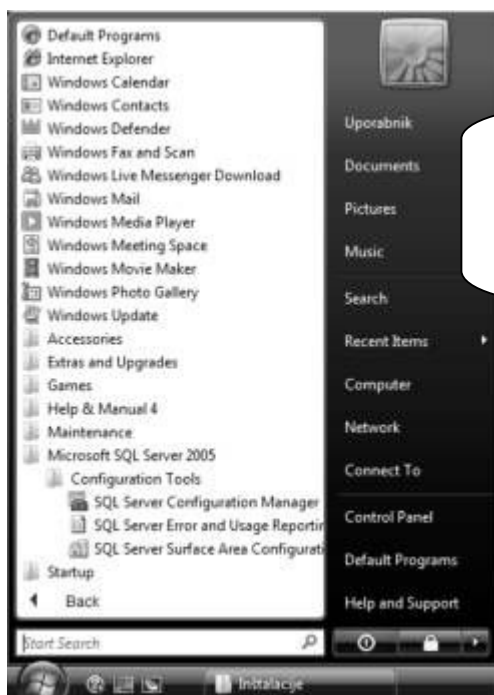 Default Programs
Internet Explorer
Windows Calendar
Windows Contacts
Windows Defender
Windows Fax and Scan
Windows Live Messenger Download
Windows Mail
Windows Media Player
Windows Meeting Space
Windows Movie Maker
Windows Photo Gallery
Windows Update
Accessories
Extras and Upgrades
Games
Help & Manual 4
Maintenance
Microsoft SQL Server 2005
Configuration Tools
SQL Server Configuration Manager
SQL Server Error and Usage Reportin
SQL Server Surface Area Configurati
Startup
Back
Start Search
Uporabnik
Documents
Pictures
Music
Search
Recent Items
Computer
Network
Connect To
Control Panel
Default Programs
Help and Support
Instalacije